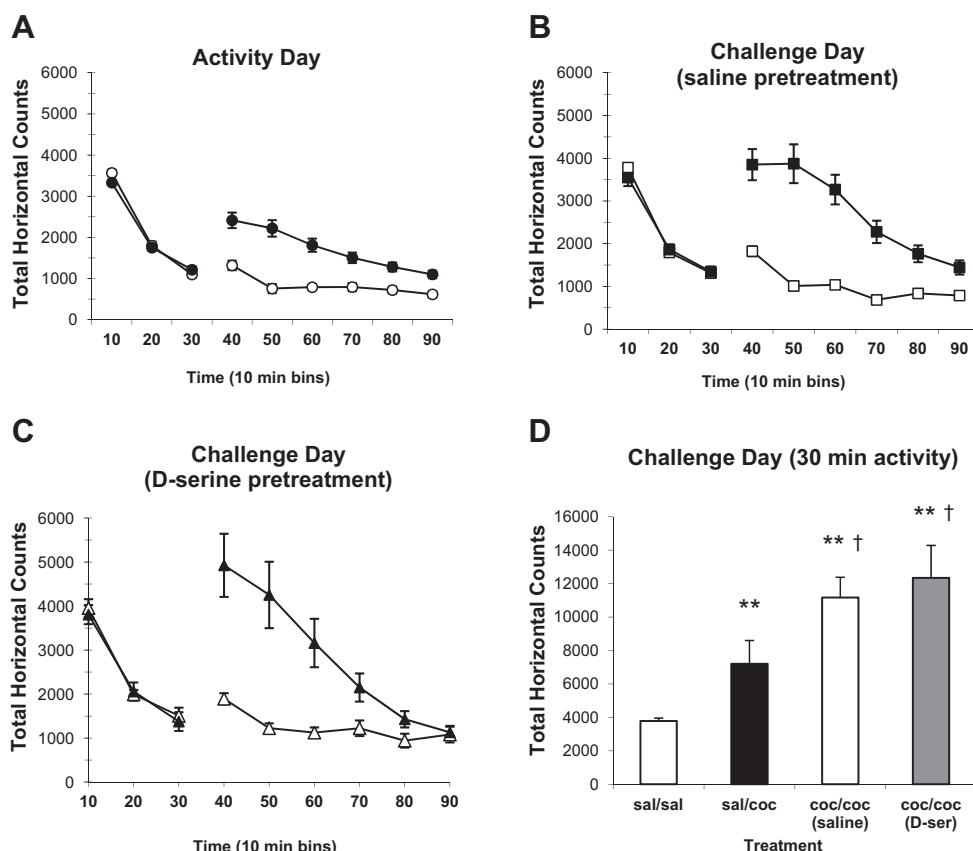 A
Activity Day
Total Horizontal Counts
6000
5000
4000
3000
2000
1000
0
10 20 30 40 50 60 70 80 90
Time (10 min bins)
B
Challenge Day
(saline pretreatment)
Total Horizontal Counts
6000
5000
4000
3000
2000
1000
0
10 20 30 40 50 60 70 80 90
Time (10 min bins)
C
Challenge Day
(D-serine pretreatment)
Total Horizontal Counts
6000
5000
4000
3000
2000
1000
0
10 20 30 40 50 60 70 80 90
Time (10 min bins)
D
Challenge Day (30 min activity)
Total Horizontal Counts
16000
14000
12000
10000
8000
6000
4000
2000
0
**
** †
** †
sal/sal sal/coc coc/coc coc/coc
(saline) (D-ser)
Treatment